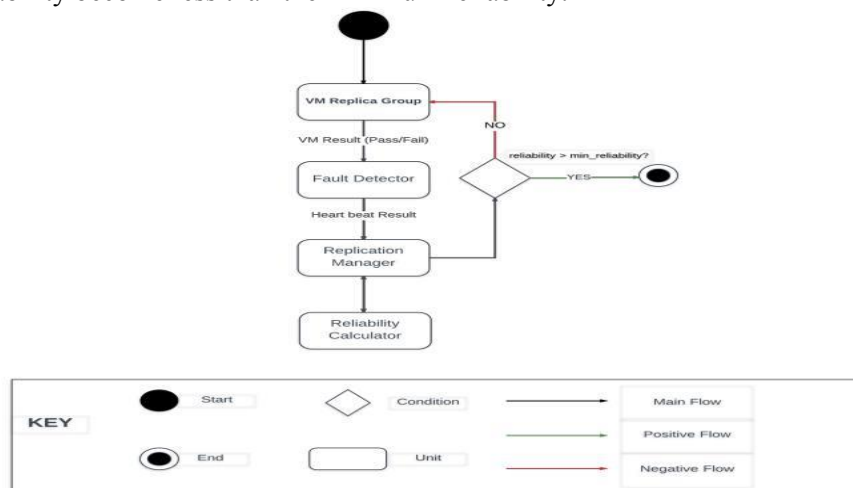 VM Replica Group
NO
VM Result (Pass/Fail)
reliability > min_reliability?
Fault Detector
YES
Heart beat Result
Replication
Manager
Reliability
Calculator
KEY
Start
Condition
Main Flow
Positive Flow
End
Unit
Negative Flow